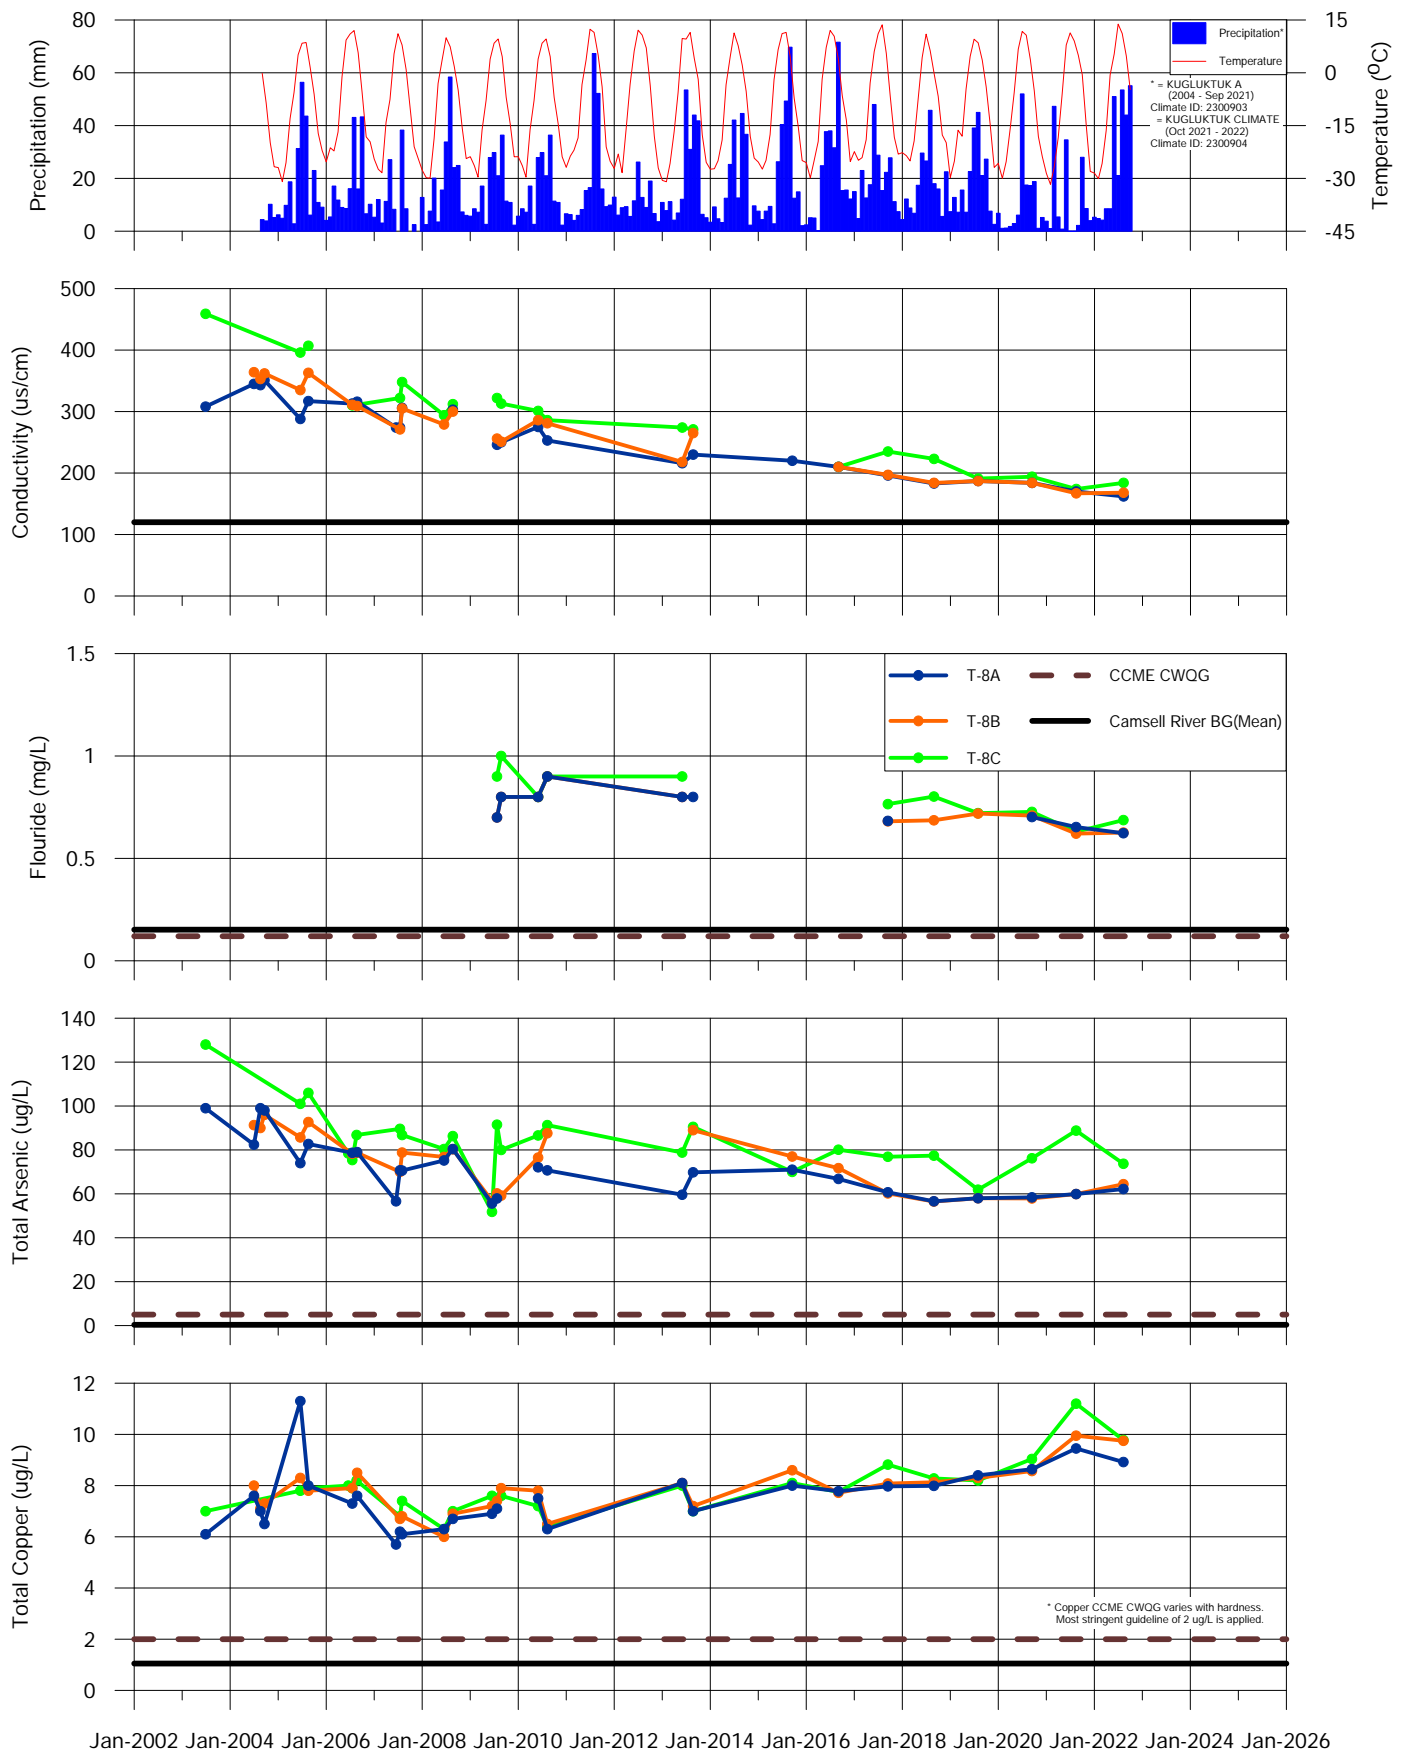 Precipitation (mm)
80
60
40
20
0
Precipitation*
Temperature
* = KUGLUKTUK A
(2004 - Sep 2021)
Climate ID: 2300903
= KUGLUKTUK CLIMATE
(Oct 2021 - 2022)
Climate ID: 2300904
15
0
-15
-30
-45
Temperature (ºC)
Conductivity (us/cm)
500
400
300
200
100
0
Flouride (mg/L)
1.5
1
0.5
0
T-8A
CCME CWQG
T-8B
Camsell River BG(Mean)
T-8C
Total Arsenic (ug/L)
140
120
100
80
60
40
20
0
Total Copper (ug/L)
12
10
8
6
4
2
0
* Copper CCME CWQG varies with hardness.
Most stringent guideline of 2 ug/L is applied.
Jan-2002 Jan-2004 Jan-2006 Jan-2008 Jan-2010 Jan-2012 Jan-2014 Jan-2016 Jan-2018 Jan-2020 Jan-2022 Jan-2024 Jan-2026